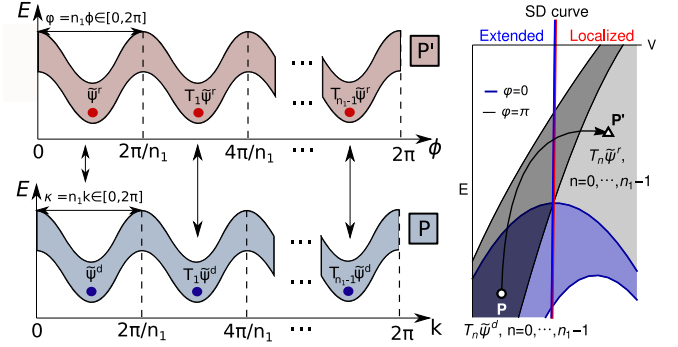 E
φ = n₁ϕ∈[0,2π]
P'
ψ̃ʳ
T₁ψ̃ʳ
...
...
Tₙ₁₋₁ψ̃ʳ
0
2π/n₁
4π/n₁
...
2π
ϕ
E
κ = n₁k∈[0,2π]
P
ψ̃ᵈ
T₁ψ̃ᵈ
...
...
Tₙ₁₋₁ψ̃ᵈ
0
2π/n₁
4π/n₁
...
2π
k
SD curve
Extended
Localized
V
φ=0
φ=π
P'
Tₙψ̃ʳ,
n=0,⋯,n₁−1
E
P
Tₙψ̃ᵈ, n=0,⋯,n₁−1